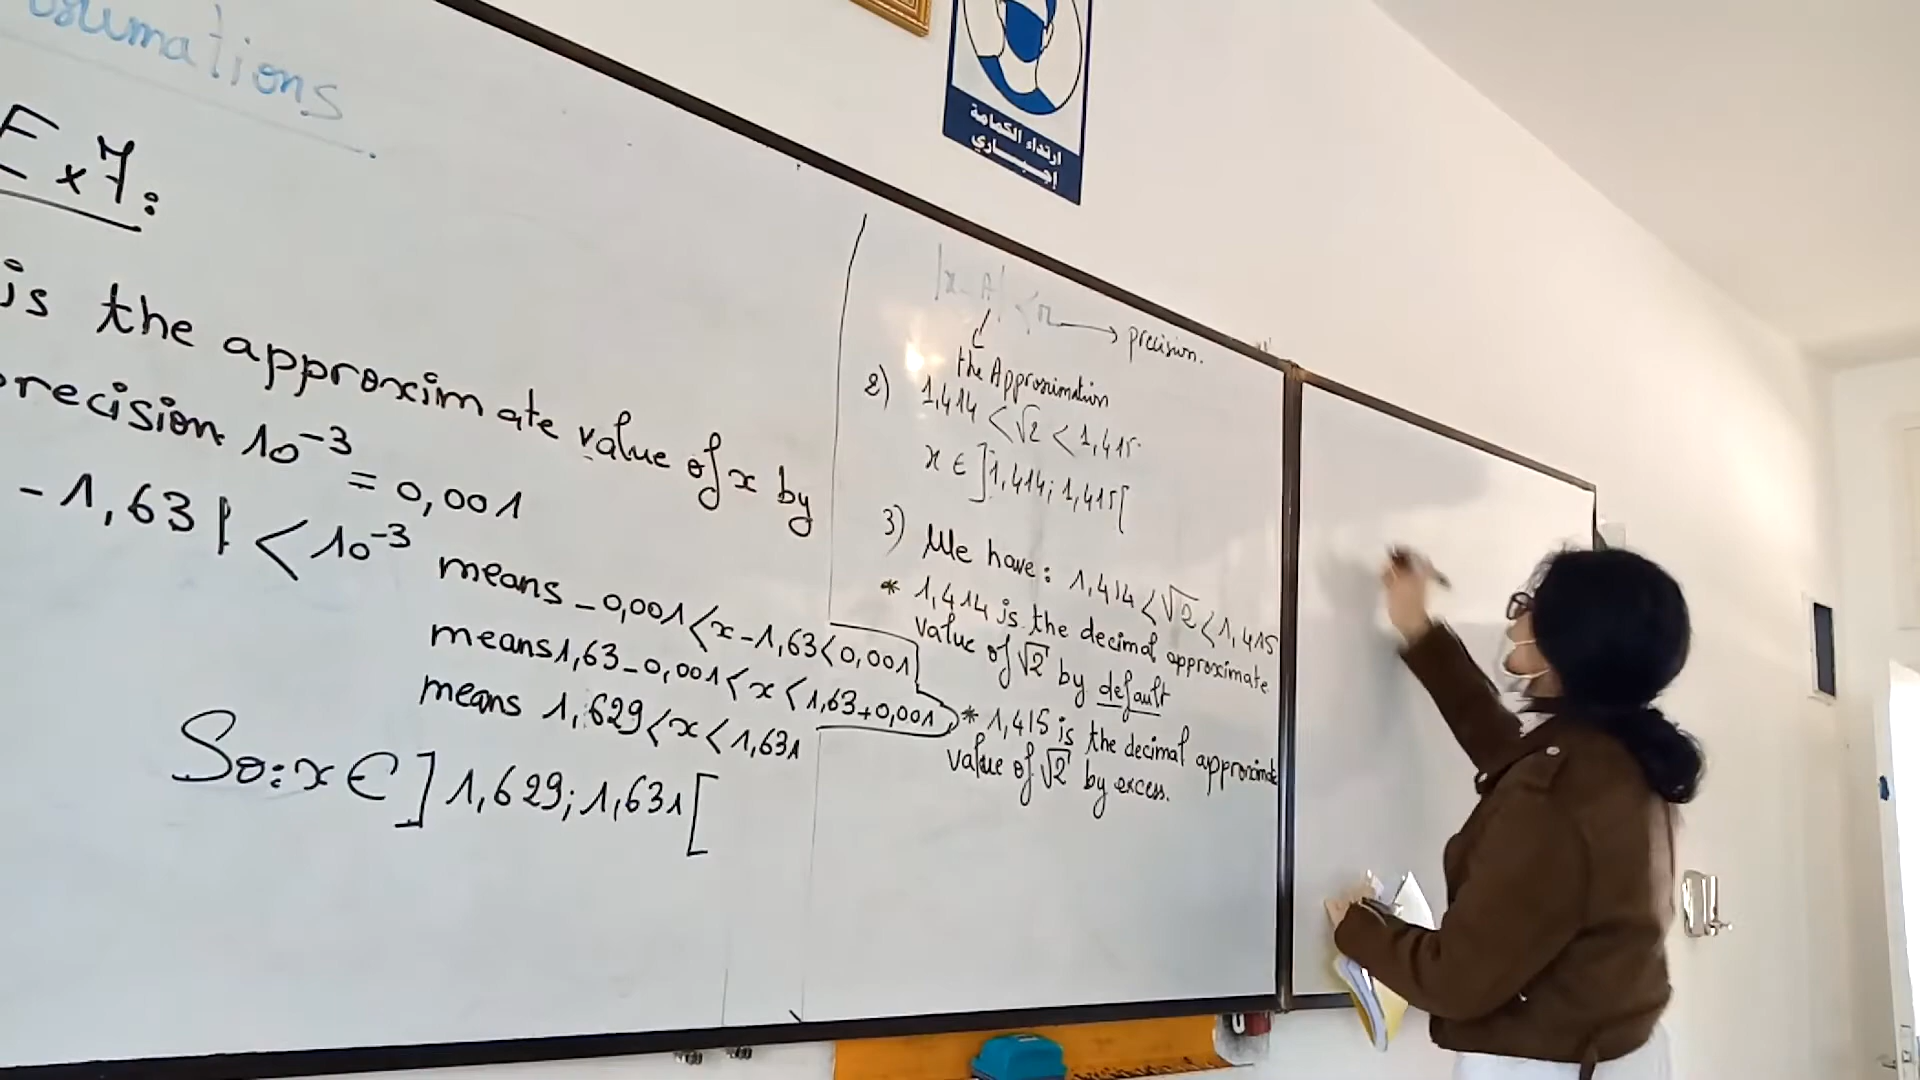 Ex7:
is the approximate value of x by
precision 10⁻³ = 0,001
- 1,63| < 10⁻³ means - 0,001 < x - 1,63 < 0,001
means 1,63 - 0,001 < x < 1,63 + 0,001
means 1,629 < x < 1,631
So: x ∈ ]1,629; 1,631[
|x - A| < r → precision.
the Approximation
2) 1,414 < √2 < 1,415
x ∈ ]1,414; 1,415[
3) We have: 1,414 < √2 < 1,415
* 1,414 is the decimal approximate
value of √2 by default
* 1,415 is the decimal approximate
value of √2 by excess.
ارتداء الكمامة
إجبــاري